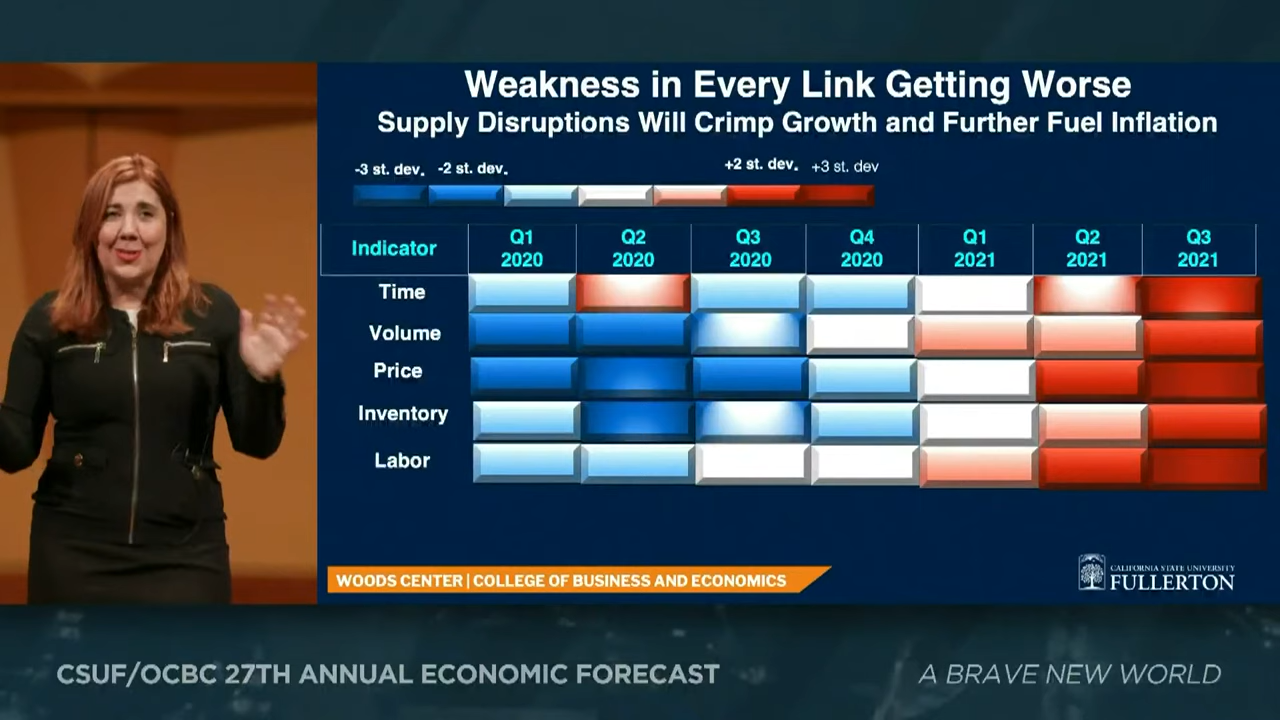 Weakness in Every Link Getting Worse
Supply Disruptions Will Crimp Growth and Further Fuel Inflation
-3 st. dev. -2 st. dev. +2 st. dev. +3 st. dev
Indicator Q1 2020 Q2 2020 Q3 2020 Q4 2020 Q1 2021 Q2 2021 Q3 2021
Time
Volume
Price
Inventory
Labor
WOODS CENTER | COLLEGE OF BUSINESS AND ECONOMICS
CALIFORNIA STATE UNIVERSITY
FULLERTON
CSUF/OCBC 27TH ANNUAL ECONOMIC FORECAST
A BRAVE NEW WORLD